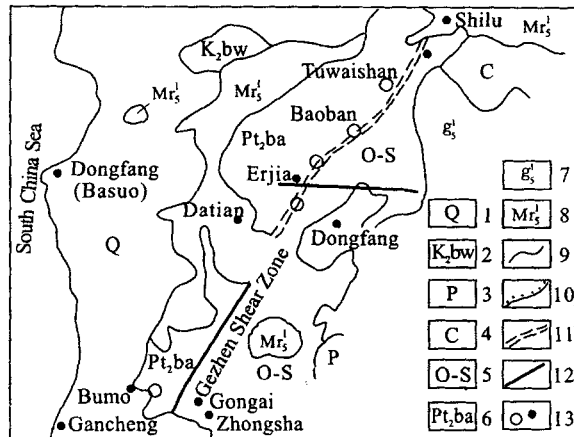 Shilu
Mr₅¹
K₂bw
Mr₅¹
Tuwaishan
C
Mr₅¹
Baoban
g₅¹
Pt₂ba
O-S
South China Sea
Dongfang
(Basuo)
Erjia
Datian
Dongfang
Q
Gezhen Shear Zone
Pt₂ba
Mr₅¹
P
O-S
Bumo
Gancheng
Gongai
Zhongsha
g₅¹ 7
Q 1 Mr₅¹ 8
K₂bw 2 9
P 3 10
C 4 11
O-S 5 12
Pt₂ba 6 13